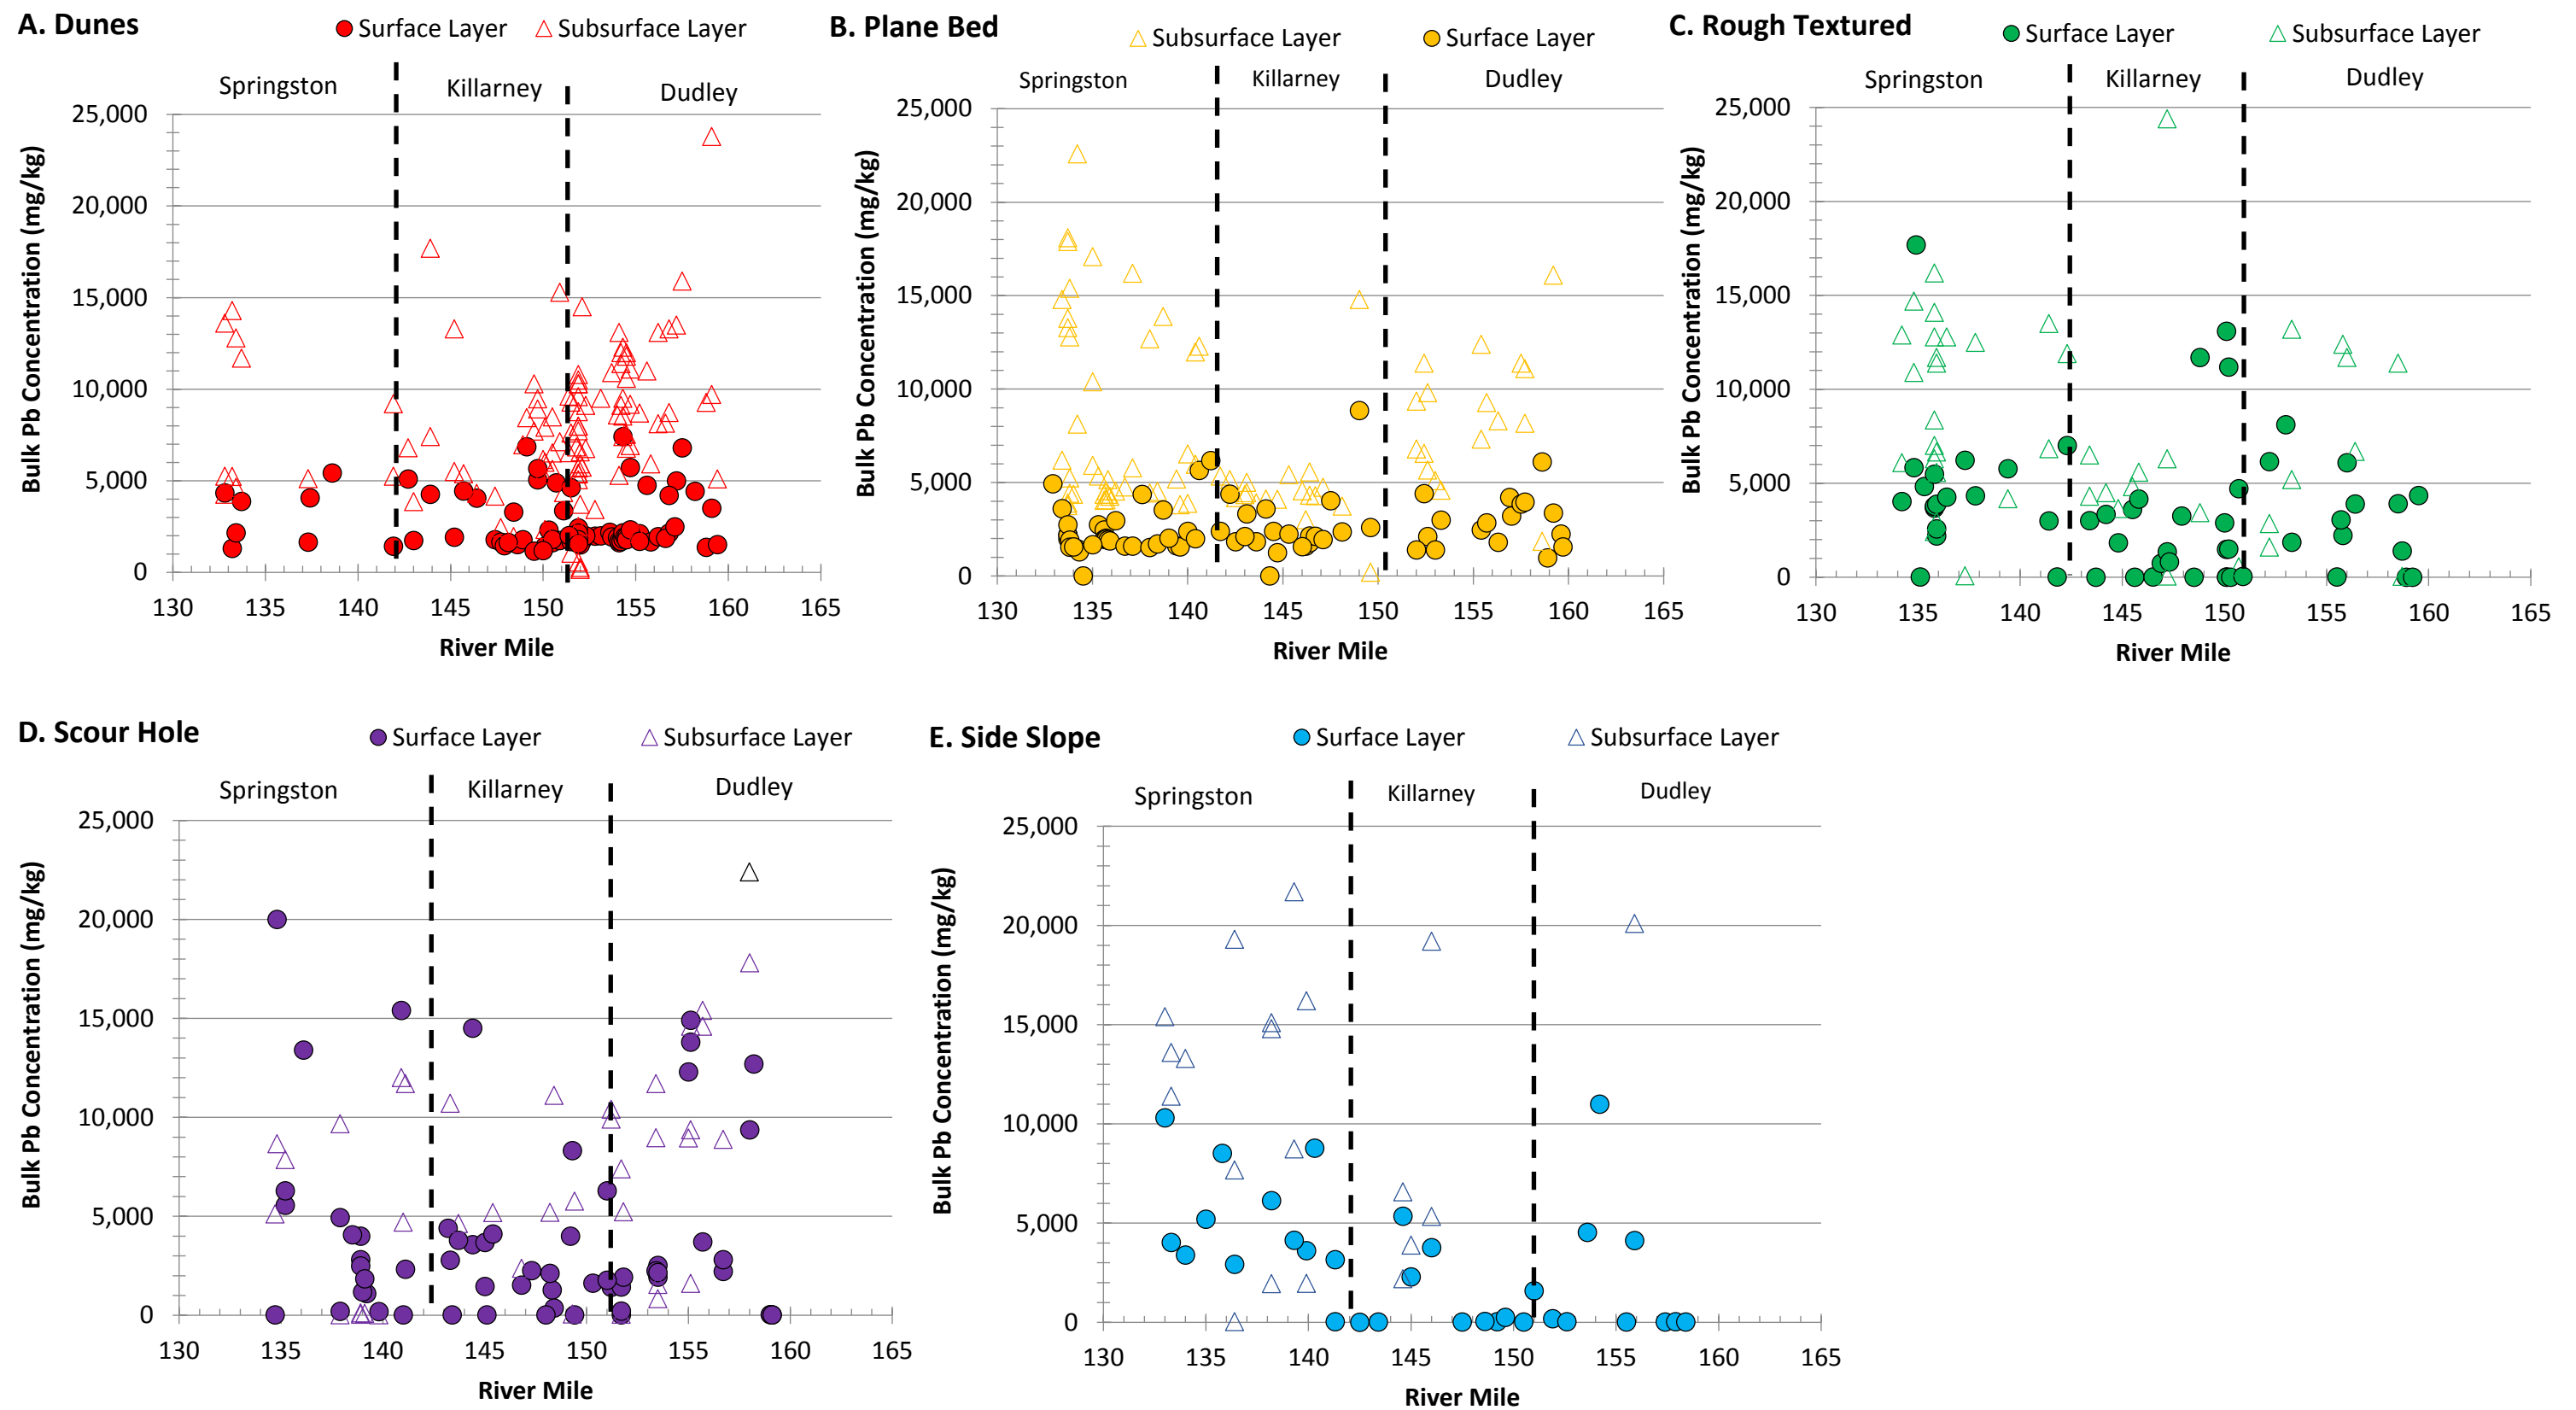 A. Dunes
Surface Layer
Subsurface Layer
Springston
Killarney
Dudley
Bulk Pb Concentration (mg/kg)
25,000
20,000
15,000
10,000
5,000
0
130 135 140 145 150 155 160 165
River Mile
B. Plane Bed
Subsurface Layer
Surface Layer
Springston
Killarney
Dudley
Bulk Pb Concentration (mg/kg)
25,000
20,000
15,000
10,000
5,000
0
130 135 140 145 150 155 160 165
River Mile
C. Rough Textured
Surface Layer
Subsurface Layer
Springston
Killarney
Dudley
Bulk Pb Concentration (mg/kg)
25,000
20,000
15,000
10,000
5,000
0
130 135 140 145 150 155 160 165
River Mile
D. Scour Hole
Surface Layer
Subsurface Layer
Springston
Killarney
Dudley
Bulk Pb Concentration (mg/kg)
25,000
20,000
15,000
10,000
5,000
0
130 135 140 145 150 155 160 165
River Mile
E. Side Slope
Surface Layer
Subsurface Layer
Springston
Killarney
Dudley
Bulk Pb Concentration (mg/kg)
25,000
20,000
15,000
10,000
5,000
0
130 135 140 145 150 155 160 165
River Mile